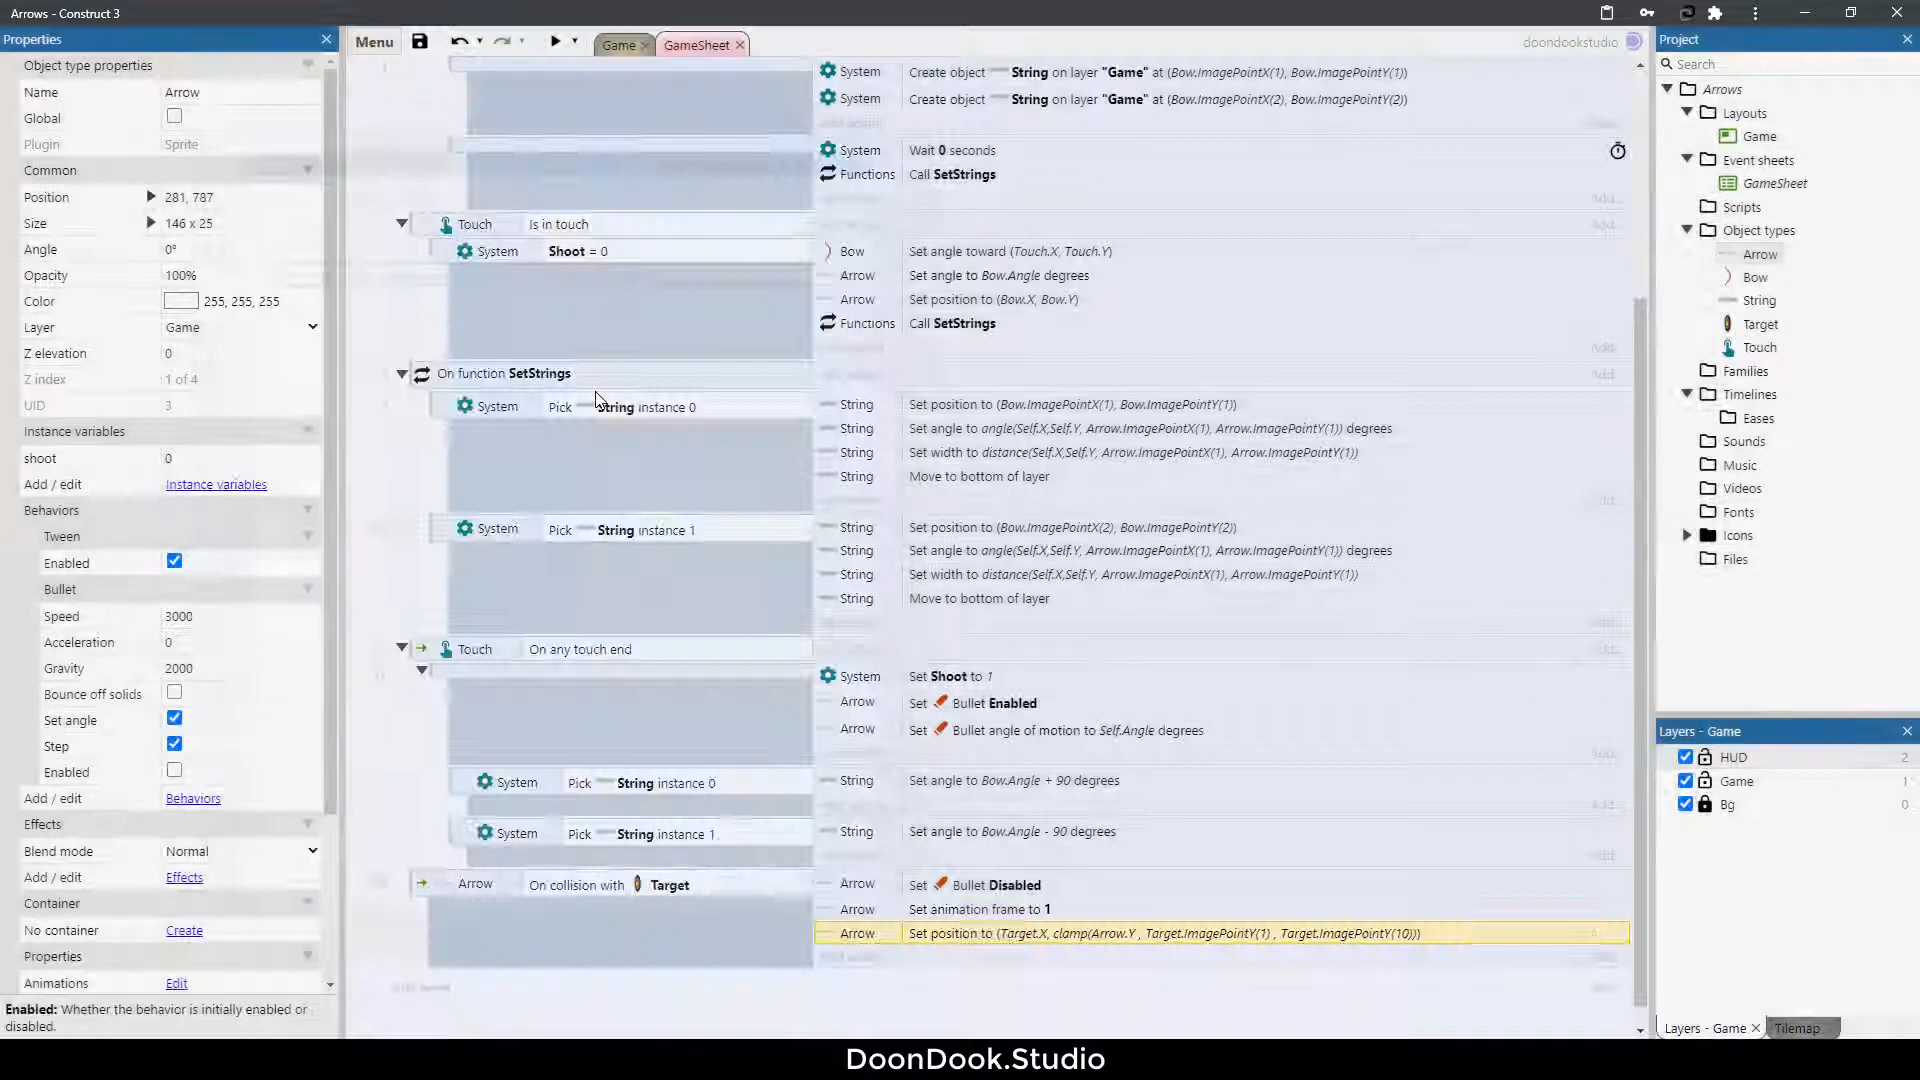 Arrows - Construct 3
Properties
Object type properties
Name Arrow
Global
Plugin Sprite
Common
Position 281, 787
Size 146 x 25
Angle 0°
Opacity 100%
Color 255, 255, 255
Layer Game
Z elevation 0
Z index 1 of 4
UID 3
Instance variables
shoot 0
Add / edit Instance variables
Behaviors
Tween
Enabled
Bullet
Speed 3000
Acceleration 0
Gravity 2000
Bounce off solids
Set angle
Step
Enabled
Add / edit Behaviors
Effects
Blend mode Normal
Add / edit Effects
Container
No container Create
Properties
Animations Edit
Enabled: Whether the behavior is initially enabled or
disabled.
Menu
Game
GameSheet
doondookstudio
System Create object String on layer "Game" at (Bow.ImagePointX(1), Bow.ImagePointY(1))
System Create object String on layer "Game" at (Bow.ImagePointX(2), Bow.ImagePointY(2))
System Wait 0 seconds
Functions Call SetStrings
Touch Is in touch
System Shoot = 0
Bow Set angle toward (Touch.X, Touch.Y)
Arrow Set angle to Bow.Angle degrees
Arrow Set position to (Bow.X, Bow.Y)
Functions Call SetStrings
On function SetStrings
System Pick String instance 0
String Set position to (Bow.ImagePointX(1), Bow.ImagePointY(1))
String Set angle to angle(Self.X,Self.Y, Arrow.ImagePointX(1), Arrow.ImagePointY(1)) degrees
String Set width to distance(Self.X,Self.Y, Arrow.ImagePointX(1), Arrow.ImagePointY(1))
String Move to bottom of layer
System Pick String instance 1
String Set position to (Bow.ImagePointX(2), Bow.ImagePointY(2))
String Set angle to angle(Self.X,Self.Y, Arrow.ImagePointX(1), Arrow.ImagePointY(1)) degrees
String Set width to distance(Self.X,Self.Y, Arrow.ImagePointX(1), Arrow.ImagePointY(1))
String Move to bottom of layer
Touch On any touch end
System Set Shoot to 1
Arrow Set Bullet Enabled
Arrow Set Bullet angle of motion to Self.Angle degrees
System Pick String instance 0
String Set angle to Bow.Angle + 90 degrees
System Pick String instance 1
String Set angle to Bow.Angle - 90 degrees
Arrow On collision with Target
Arrow Set Bullet Disabled
Arrow Set animation frame to 1
Arrow Set position to (Target.X, clamp(Arrow.Y , Target.ImagePointY(1) , Target.ImagePointY(10)))
Project
Search
Arrows
Layouts
Game
Event sheets
GameSheet
Scripts
Object types
Arrow
Bow
String
Target
Touch
Families
Timelines
Eases
Sounds
Music
Videos
Fonts
Icons
Files
Layers - Game
HUD 2
Game 1
Bg 0
Layers - Game
Tilemap
DoonDook.Studio